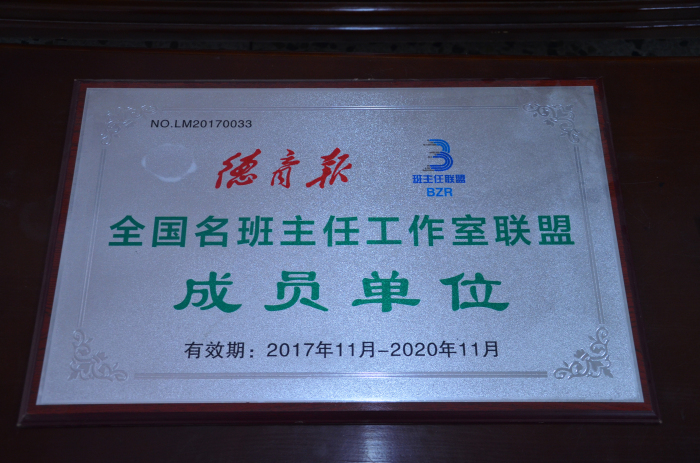 NO.LM20170033
德育报
班主任联盟
BZR
全国名班主任工作室联盟
成员单位
有效期：2017年11月-2020年11月